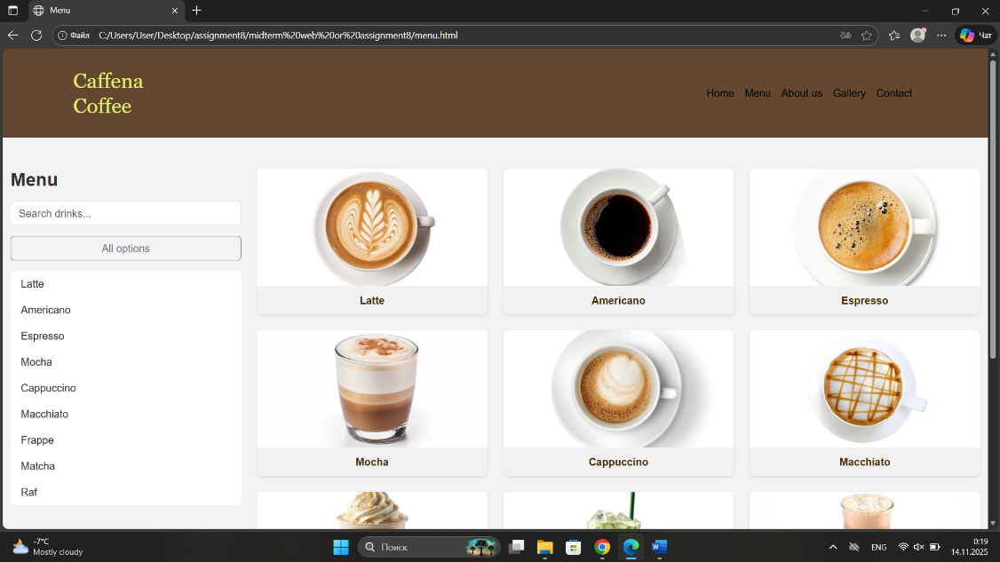 Menu
Файл
C:/Users/User/Desktop/assignment8/midterm%20web%20or%20assignment8/menu.html
Чат
Caffena
Coffee
Home Menu About us Gallery Contact
Menu
Search drinks...
All options
Latte
Americano
Espresso
Mocha
Cappuccino
Macchiato
Frappe
Matcha
Raf
Latte
Americano
Espresso
Mocha
Cappuccino
Macchiato
-7°C
Mostly cloudy
Поиск
ENG
0:19
14.11.2025